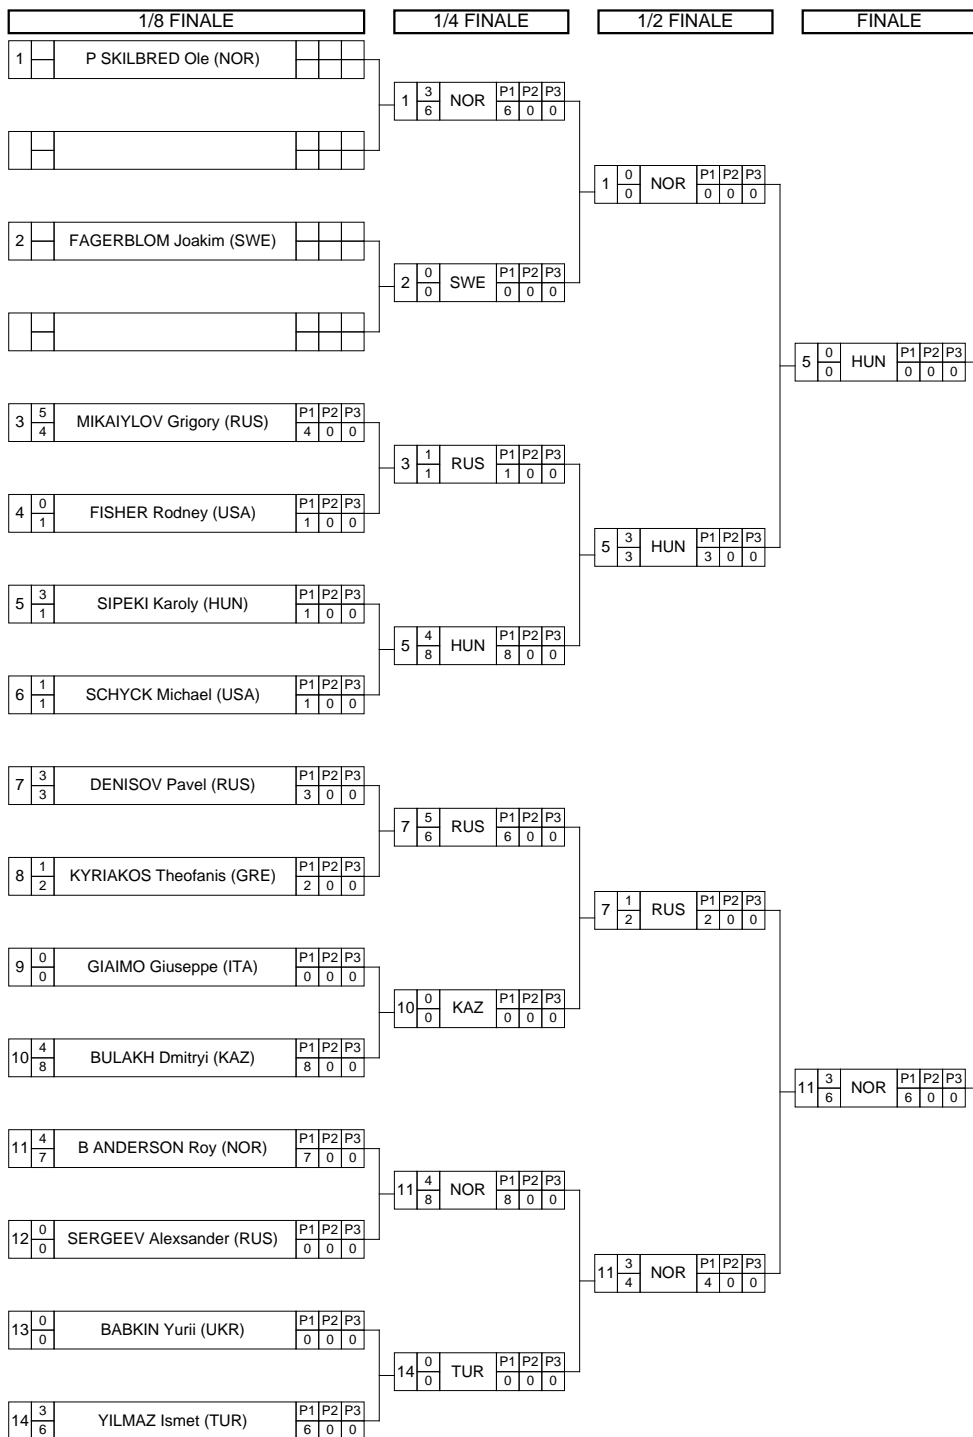 1/8 FINALE 1/4 FINALE 1/2 FINALE FINALE
1 P SKILBRED Ole (NOR)
1 3 6 NOR P1 P2 P3 6 0 0
1 0 0 NOR P1 P2 P3 0 0 0
2 FAGERBLOM Joakim (SWE)
2 0 0 SWE P1 P2 P3 0 0 0
5 0 0 HUN P1 P2 P3 0 0 0
3 5 4 MIKAIYLOV Grigory (RUS) P1 P2 P3 4 0 0
3 1 1 RUS P1 P2 P3 1 0 0
4 0 1 FISHER Rodney (USA) P1 P2 P3 1 0 0
5 3 3 HUN P1 P2 P3 3 0 0
5 3 1 SIPEKI Karoly (HUN) P1 P2 P3 1 0 0
5 4 8 HUN P1 P2 P3 8 0 0
6 1 1 SCHYCK Michael (USA) P1 P2 P3 1 0 0
7 3 3 DENISOV Pavel (RUS) P1 P2 P3 3 0 0
7 5 6 RUS P1 P2 P3 6 0 0
8 1 2 KYRIAKOS Theofanis (GRE) P1 P2 P3 2 0 0
7 1 2 RUS P1 P2 P3 2 0 0
9 0 0 GIAIMO Giuseppe (ITA) P1 P2 P3 0 0 0
10 0 0 KAZ P1 P2 P3 0 0 0
10 4 8 BULAKH Dmitryi (KAZ) P1 P2 P3 8 0 0
11 3 6 NOR P1 P2 P3 6 0 0
11 4 7 B ANDERSON Roy (NOR) P1 P2 P3 7 0 0
11 4 8 NOR P1 P2 P3 8 0 0
12 0 0 SERGEEV Alexsander (RUS) P1 P2 P3 0 0 0
11 3 4 NOR P1 P2 P3 4 0 0
13 0 0 BABKIN Yurii (UKR) P1 P2 P3 0 0 0
14 0 0 TUR P1 P2 P3 0 0 0
14 3 6 YILMAZ Ismet (TUR) P1 P2 P3 6 0 0